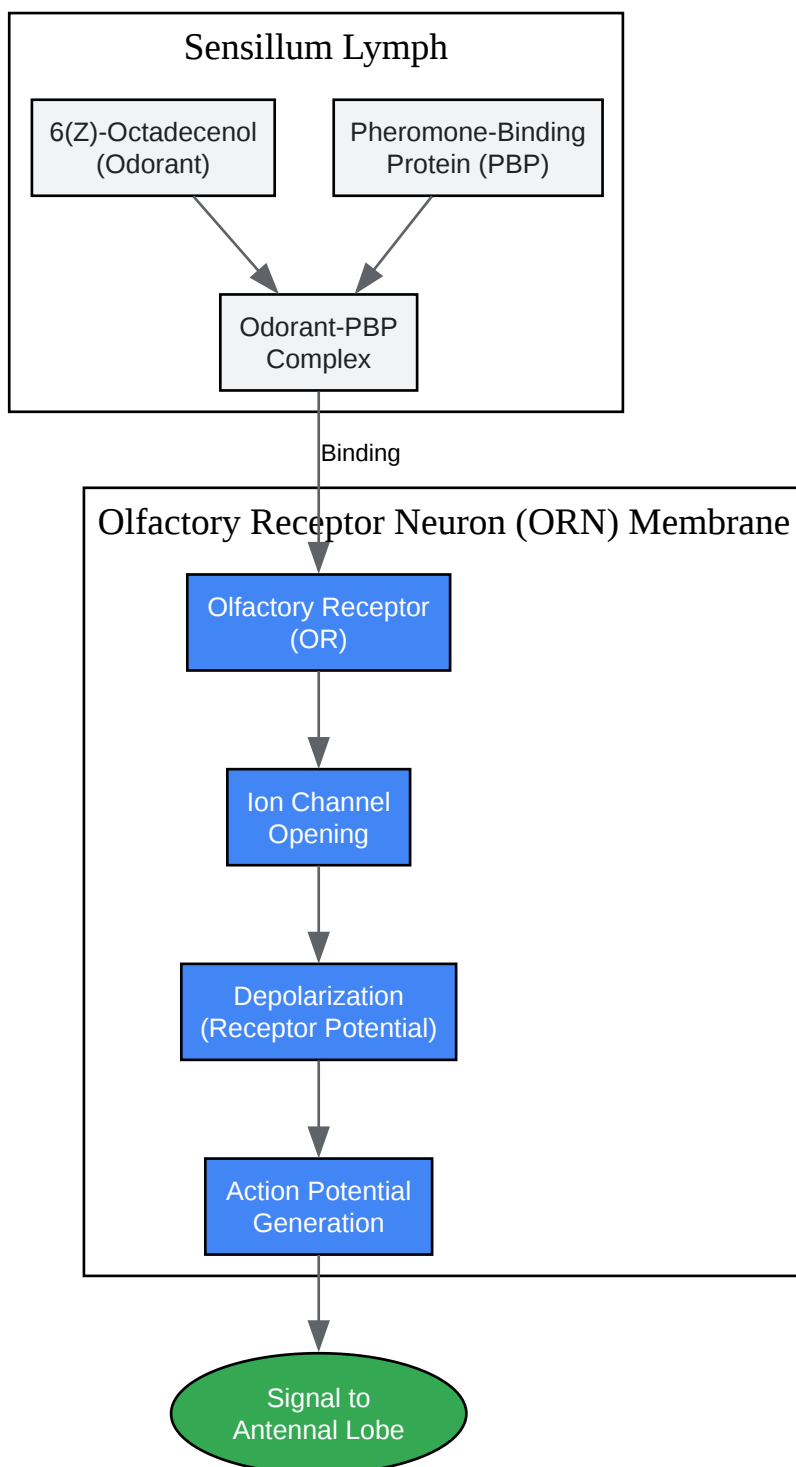 Sensillum Lymph
6(Z)-Octadecenol
(Odorant)
Pheromone-Binding
Protein (PBP)
Odorant-PBP
Complex
Binding
Olfactory Receptor Neuron (ORN) Membrane
Olfactory Receptor
(OR)
Ion Channel
Opening
Depolarization
(Receptor Potential)
Action Potential
Generation
Signal to
Antennal Lobe